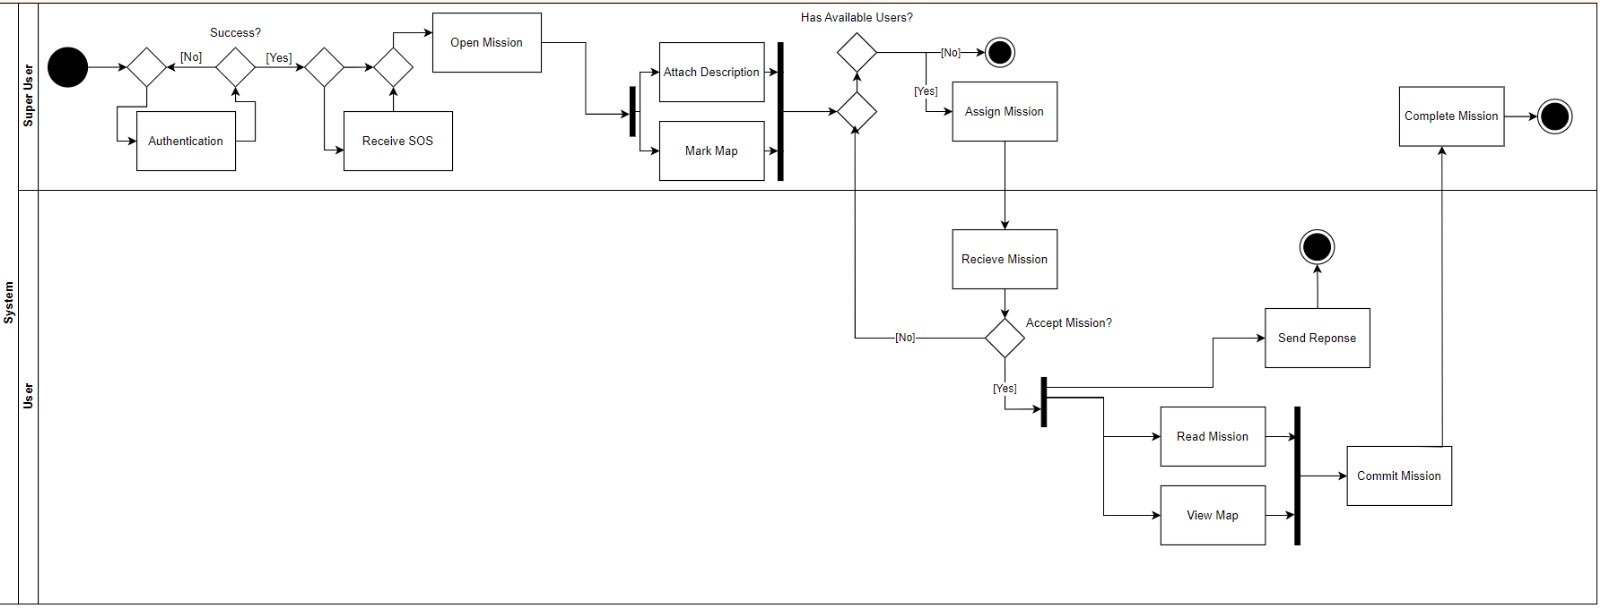 System
Super User
User
Success?
[No]
[Yes]
Authentication
Receive SOS
Open Mission
Attach Description
Mark Map
Has Available Users?
[No]
[Yes]
Assign Mission
Complete Mission
Recieve Mission
Accept Mission?
[No]
[Yes]
Send Reponse
Read Mission
View Map
Commit Mission